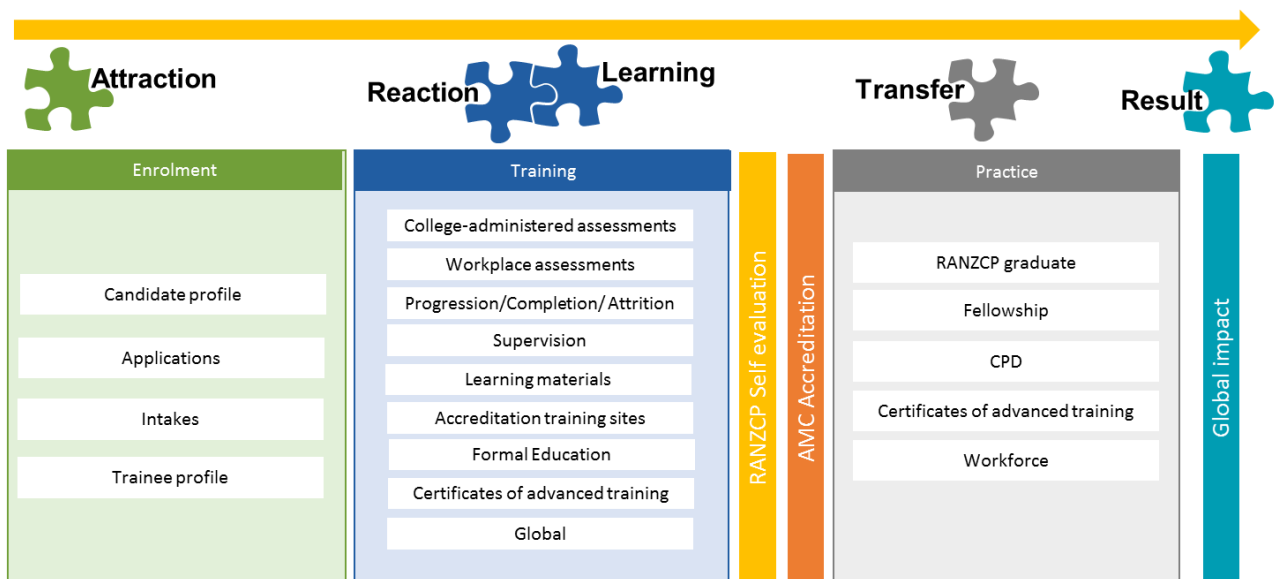 Attraction
Reaction
Learning
Transfer
Result
Enrolment
Candidate profile
Applications
Intakes
Trainee profile
Training
College-administered assessments
Workplace assessments
Progression/Completion/ Attrition
Supervision
Learning materials
Accreditation training sites
Formal Education
Certificates of advanced training
Global
RANZCP Self evaluation
AMC Accreditation
Practice
RANZCP graduate
Fellowship
CPD
Certificates of advanced training
Workforce
Global impact